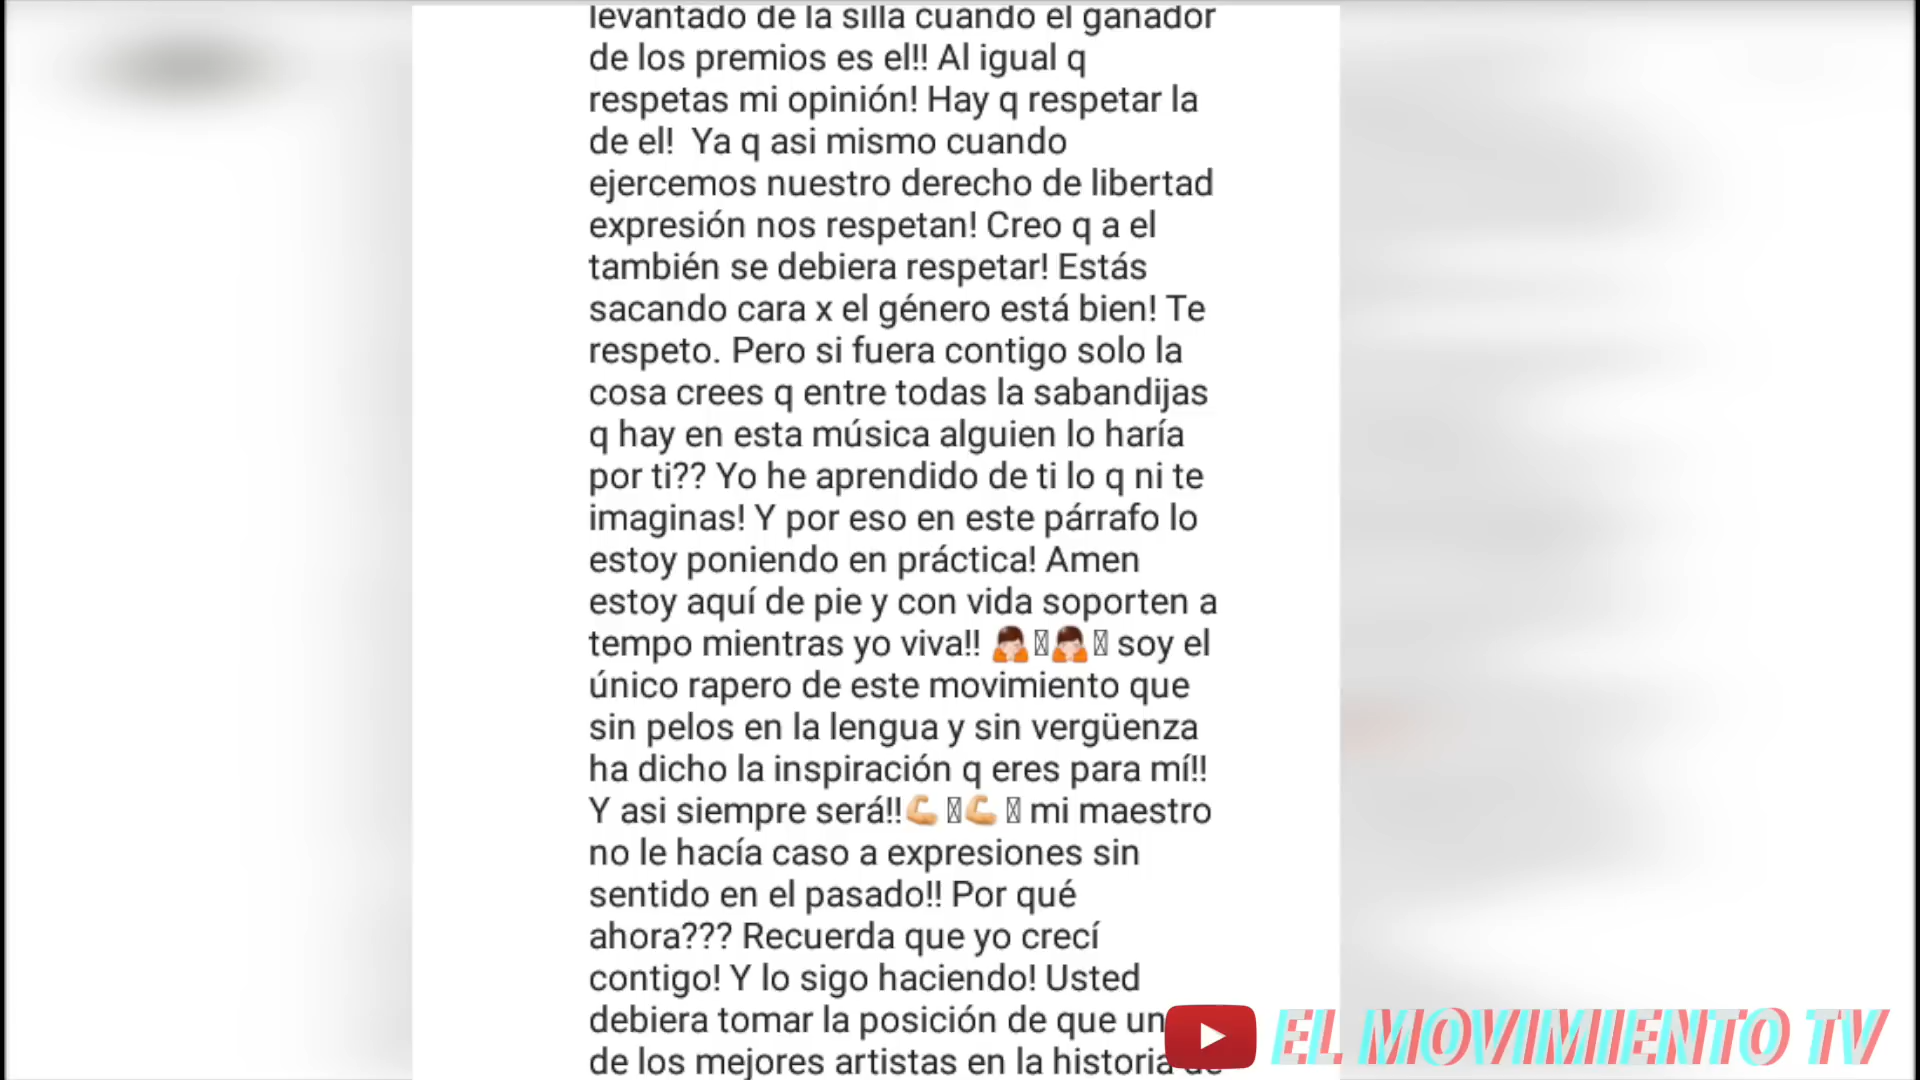 levantado de la silla cuando el ganador
de los premios es el!! Al igual q
respetas mi opinión! Hay q respetar la
de el!  Ya q asi mismo cuando
ejercemos nuestro derecho de libertad
expresión nos respetan! Creo q a el
también se debiera respetar! Estás
sacando cara x el género está bien! Te
respeto. Pero si fuera contigo solo la
cosa crees q entre todas la sabandijas
q hay en esta música alguien lo haría
por ti?? Yo he aprendido de ti lo q ni te
imaginas! Y por eso en este párrafo lo
estoy poniendo en práctica! Amen
estoy aquí de pie y con vida soporten a
tempo mientras yo viva!! 🙇🙇 soy el
único rapero de este movimiento que
sin pelos en la lengua y sin vergüenza
ha dicho la inspiración q eres para mí!!
Y asi siempre será!!💪💪 mi maestro
no le hacía caso a expresiones sin
sentido en el pasado!! Por qué
ahora??? Recuerda que yo crecí
contigo! Y lo sigo haciendo! Usted
debiera tomar la posición de que un
de los mejores artistas en la historia de
EL MOVIMIENTO TV